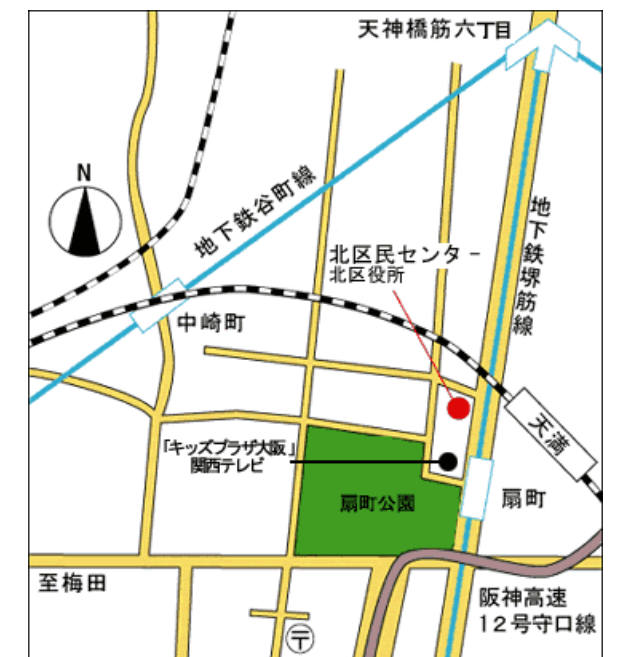 天神橋筋六丁目
N
地下鉄谷町線
地下鉄堺筋線
北区民センター
北区役所
中崎町
天満
「キッズプラザ大阪」
関西テレビ
扇町公園
扇町
至梅田
阪神高速
12号守口線
〒